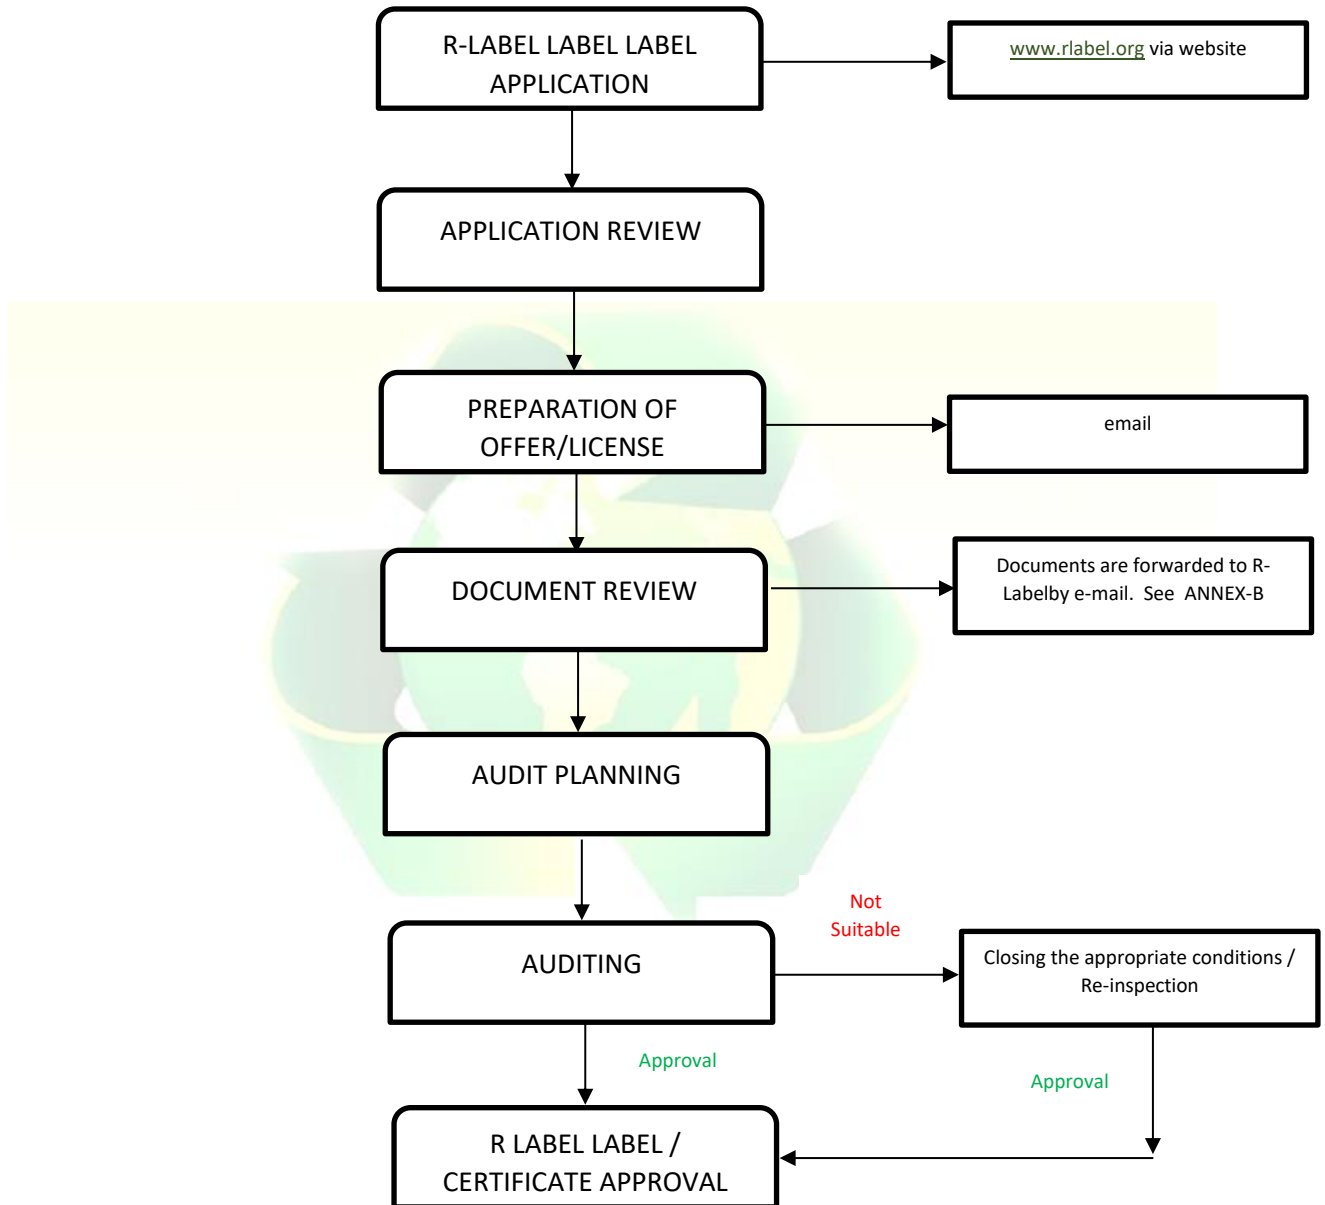 R-LABEL LABEL LABEL
APPLICATION
www.rlabel.org via website
APPLICATION REVIEW
PREPARATION OF
OFFER/LICENSE
email
DOCUMENT REVIEW
Documents are forwarded to R-
Labelby e-mail.  See  ANNEX-B
AUDIT PLANNING
AUDITING
Not
Suitable
Closing the appropriate conditions /
Re-inspection
Approval
Approval
R LABEL LABEL /
CERTIFICATE APPROVAL